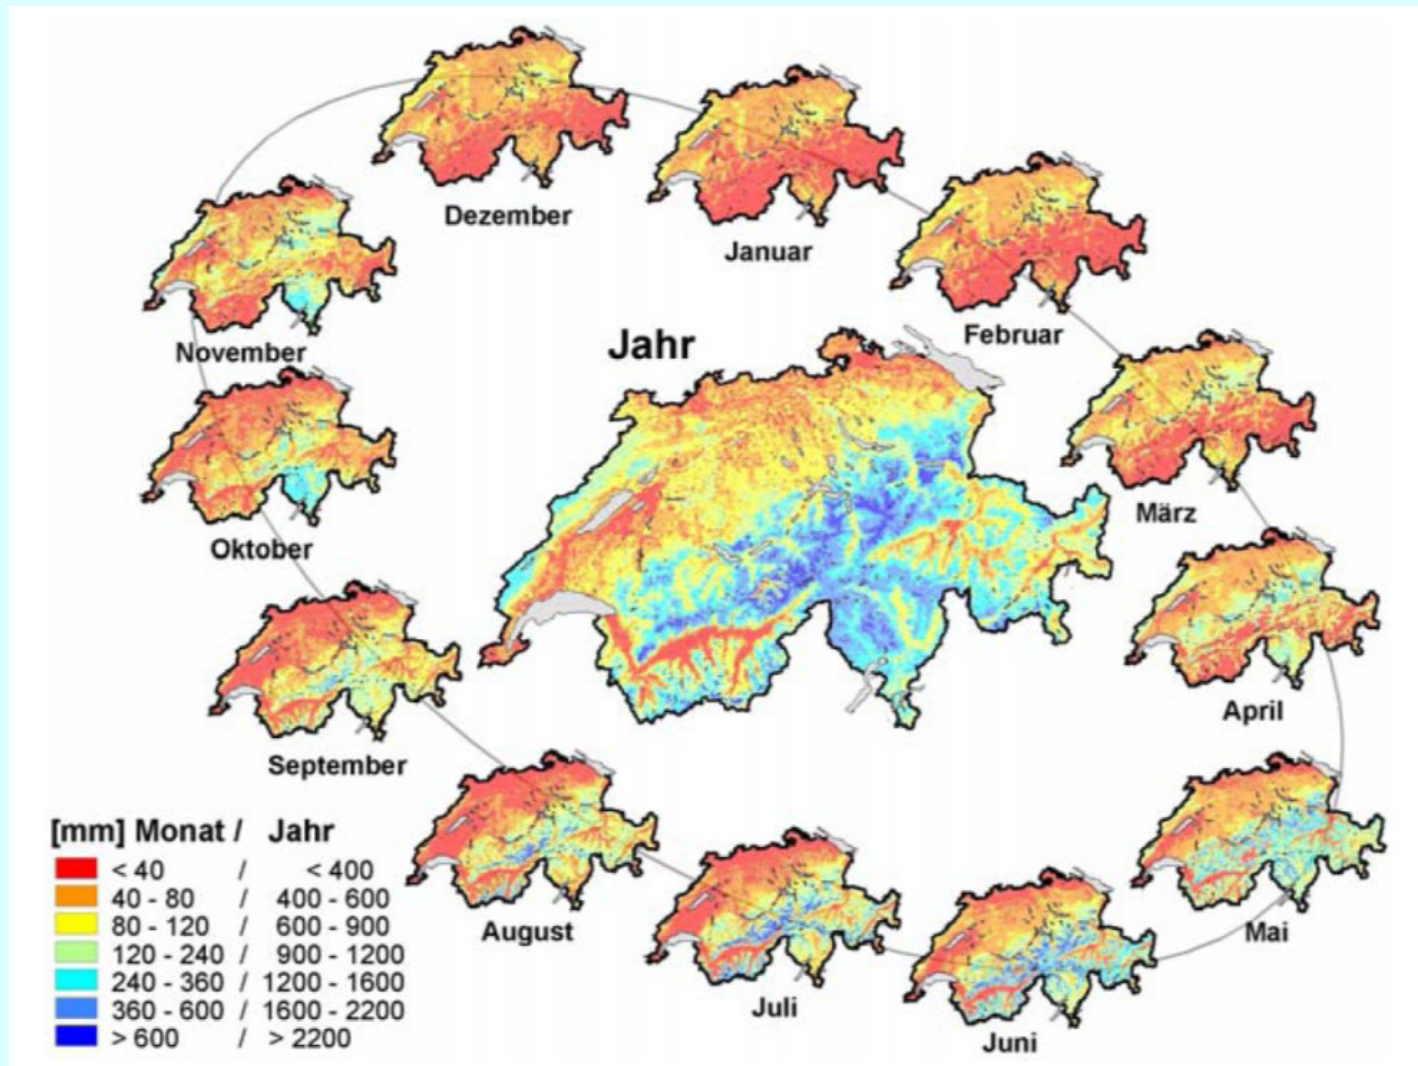 Dezember
Januar
Februar
November
Jahr
März
Oktober
April
September
[mm] Monat / Jahr
< 40 / < 400
40 - 80 / 400 - 600
80 - 120 / 600 - 900
120 - 240 / 900 - 1200
240 - 360 / 1200 - 1600
360 - 600 / 1600 - 2200
> 600 / > 2200
August
Juli
Juni
Mai